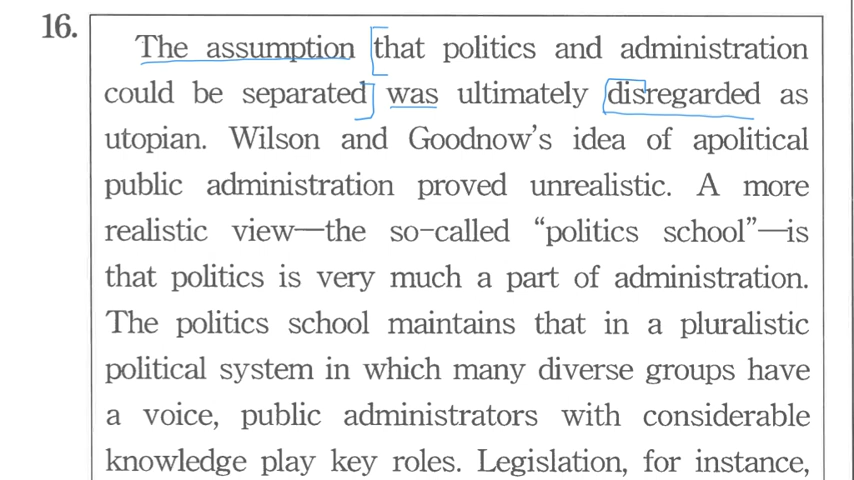 16.
The assumption that politics and administration
could be separated was ultimately disregarded as
utopian. Wilson and Goodnow’s idea of apolitical
public administration proved unrealistic. A more
realistic view—the so-called “politics school”—is
that politics is very much a part of administration.
The politics school maintains that in a pluralistic
political system in which many diverse groups have
a voice, public administrators with considerable
knowledge play key roles. Legislation, for instance,